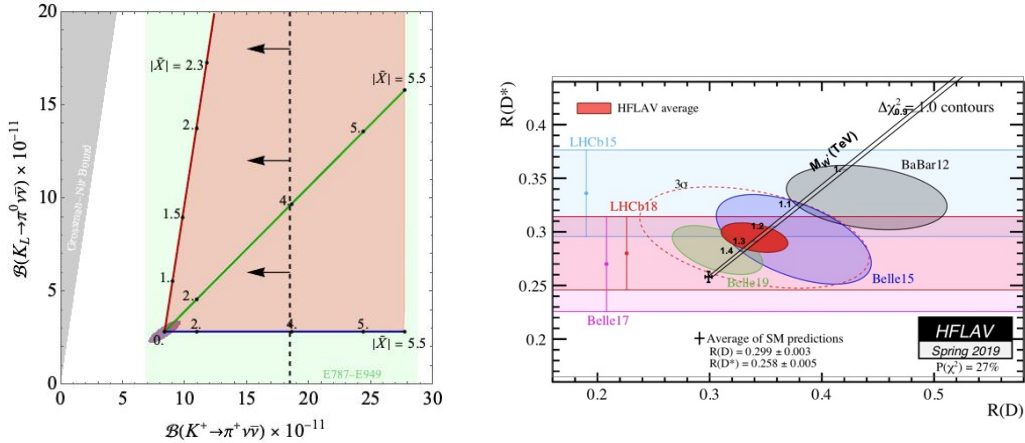 20
15
10
5
0
0 5 10 15 20 25 30
ℬ(K_L→π⁰νν̄) × 10⁻¹¹
ℬ(K⁺→π⁺νν̄) × 10⁻¹¹
Grossman-Nir Bound
|X̃| = 2.3
2.
1.5
1.
0.
|X̃| = 5.5
5.
4.
2.
2. 4. 5.
|X̃| = 5.5
E787-E949
R(D*)
0.4
0.35
0.3
0.25
0.2
0.2 0.3 0.4 0.5
R(D)
HFLAV average
Δχ² = 1.0 contours
0.9
M_W'(TeV)
1.
1.1
1.2
1.3
1.4
LHCb15
BaBar12
3σ
LHCb18
Belle19
Belle15
Belle17
Average of SM predictions
R(D) = 0.299 ± 0.003
R(D*) = 0.258 ± 0.005
HFLAV
Spring 2019
P(χ²) = 27%